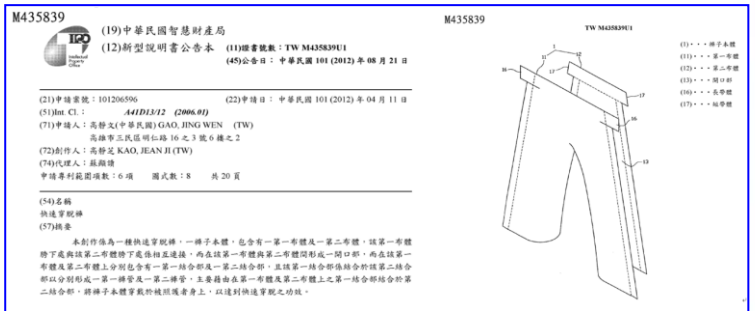 M435839
(19)中華民國智慧財產局
(12)新型說明書公告本 (11)證書號數：TW M435839U1
(45)公告日： 中華民國 101 (2012) 年 08 月 21 日
TIPO
Intellectual
Property
Office
(21)申請案號：101206596 (22)申請日： 中華民國 101 (2012) 年 04 月 11 日
(51)Int. Cl.： A41D13/12 (2006.01)
(71)申請人：高靜文(中華民國) GAO, JING WEN (TW)
高雄市三民區明仁路 16 之 3 號 6 樓之 2
(72)創作人：高靜芝 KAO, JEAN JI (TW)
(74)代理人：蘇顯讀
申請專利範圍項數：6 項 圖式數：8 共 20 頁
(54)名稱
快速穿脫褲
(57)摘要
本創作係為一種快速穿脫褲，一褲子本體，包含有一第一布體及一第二布體，該第一布體
胯下處與該第二布體胯下處係相互連接，而在該第一布體與第二布體間形成一開口部，而在該第一
布體及第二布體上分別包含有一第一結合部及一第二結合部，且該第一結合部係結合於該第二結合
部以分別形成一第一褲管及一第二褲管，主要藉由在第一布體及第二布體上之第一結合部結合於第
二結合部，將褲子本體穿戴於被照護者身上，以達到快速穿脫之功效。
M435839
TW M435839U1
(1)・・・褲子本體
(11)・・・第一布體
(12)・・・第二布體
(13)・・・開口部
(16)・・・長帶體
(17)・・・短帶體
1
11
12
16
17
17
16
13